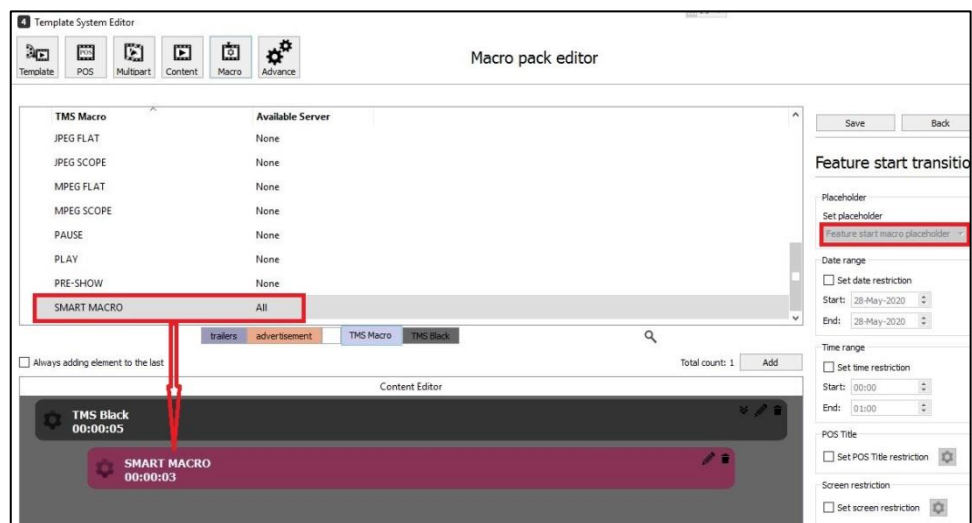 4 Template System Editor
Template POS Multipart Content Macro Advance
Macro pack editor
TMS Macro Available Server
JPEG FLAT None
JPEG SCOPE None
MPEG FLAT None
MPEG SCOPE None
PAUSE None
PLAY None
PRE-SHOW None
SMART MACRO All
trailers advertisement TMS Macro TMS Black
Always adding element to the last
Total count: 1 Add
Content Editor
TMS Black
00:00:05
SMART MACRO
00:00:03
Save Back
Feature start transitio
Placeholder
Set placeholder
Feature start macro placeholder
Date range
Set date restriction
Start: 28-May-2020
End: 28-May-2020
Time range
Set time restriction
Start: 00:00
End: 01:00
POS Title
Set POS Title restriction
Screen restriction
Set screen restriction